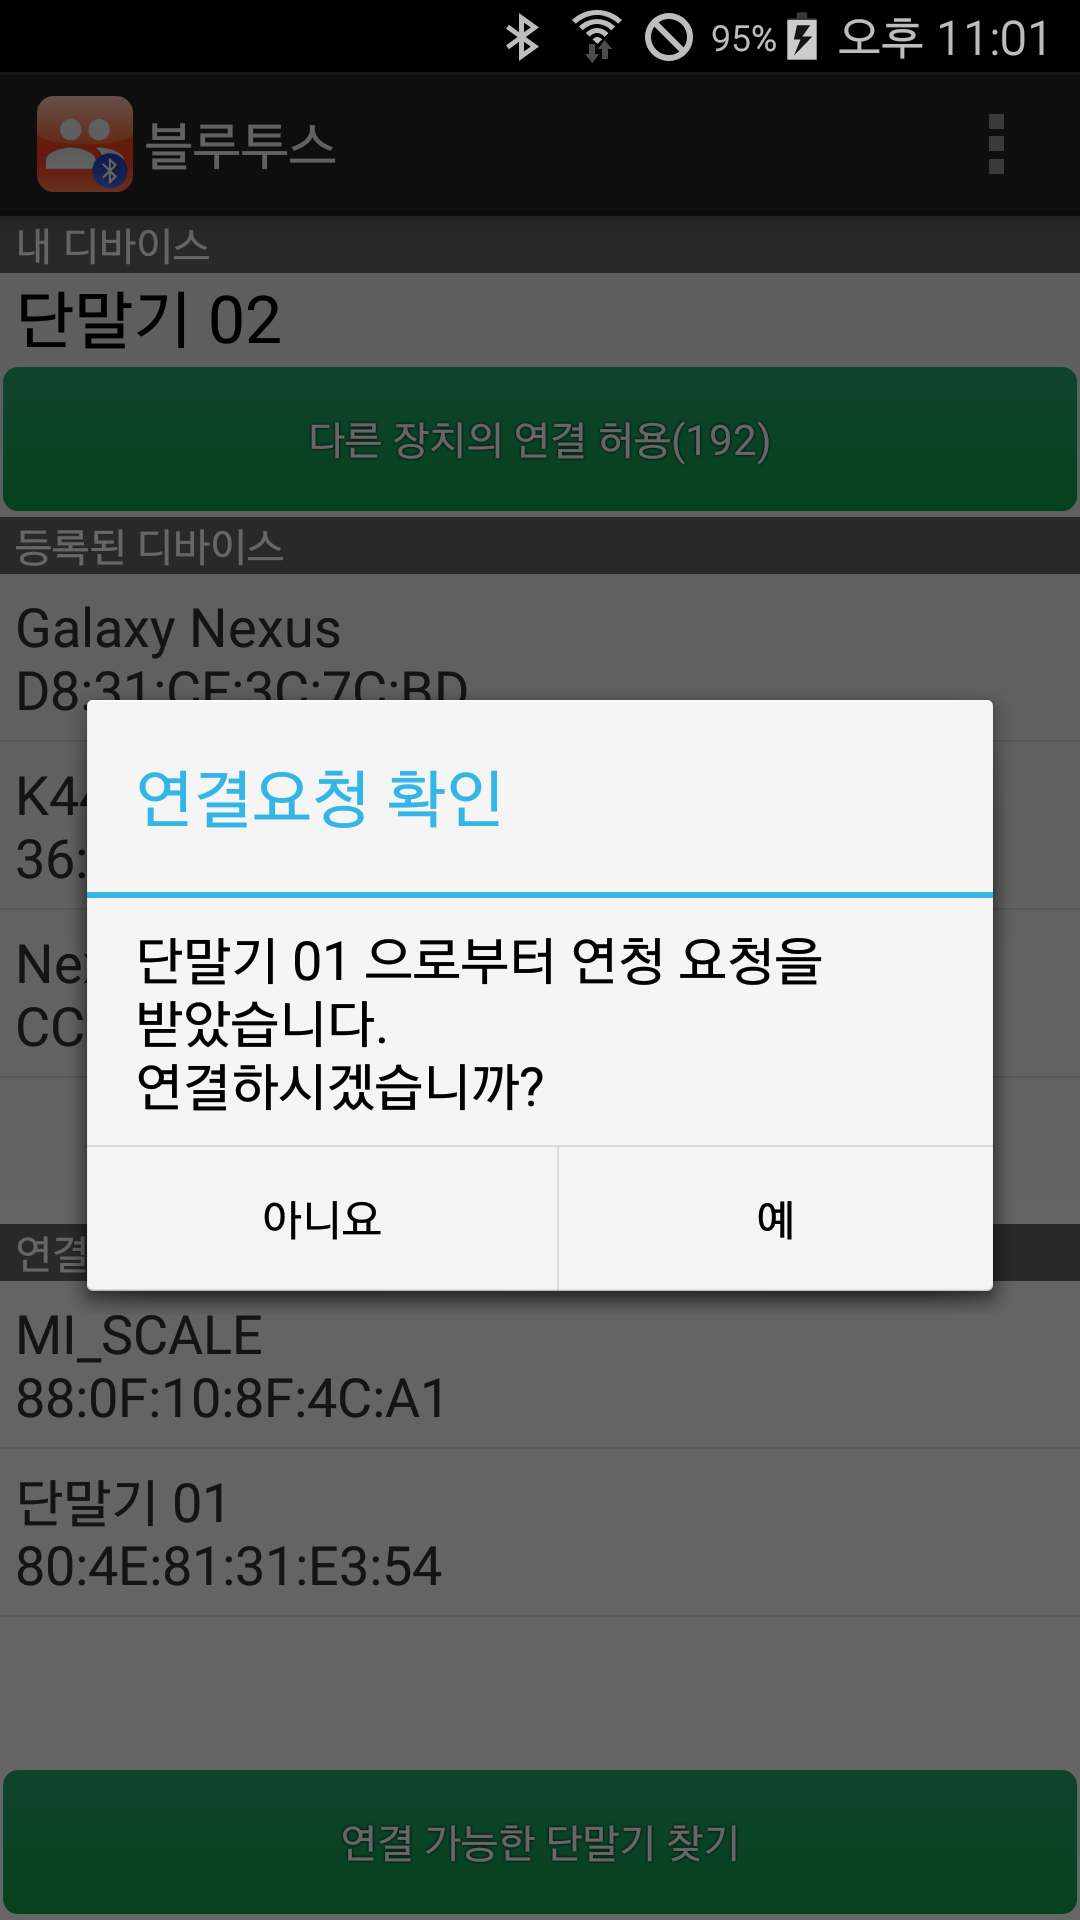 95% 오후 11:01
블루투스
내 디바이스
단말기 02
다른 장치의 연결 허용(192)
등록된 디바이스
Galaxy Nexus
D8:31:CF:3C:7C:BD
K44
36:
Nex
CC
연결요청 확인
단말기 01 으로부터 연청 요청을
받았습니다.
연결하시겠습니까?
아니요 예
연결
MI_SCALE
88:0F:10:8F:4C:A1
단말기 01
80:4E:81:31:E3:54
연결 가능한 단말기 찾기